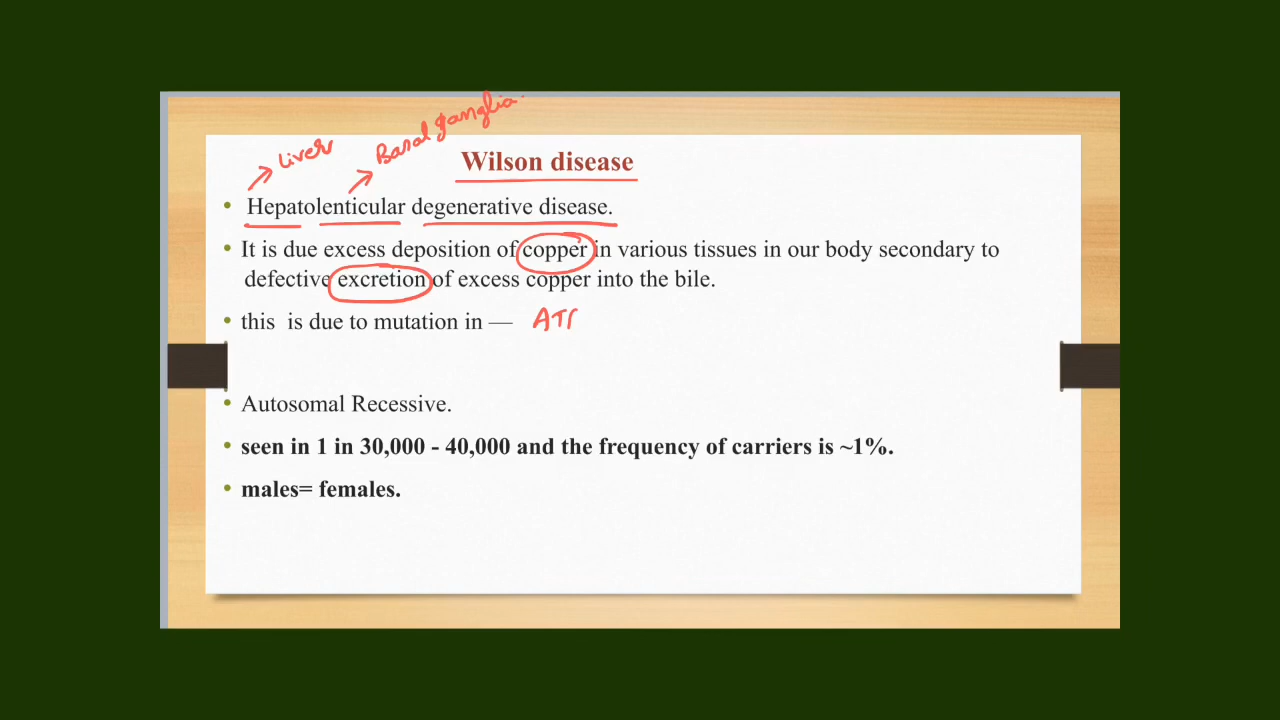 Liver
Basal ganglia
Wilson disease
• Hepatolenticular degenerative disease.
• It is due excess deposition of copper in various tissues in our body secondary to
defective excretion of excess copper into the bile.
• this is due to mutation in — ATP
• Autosomal Recessive.
• seen in 1 in 30,000 - 40,000 and the frequency of carriers is ~1%.
• males= females.